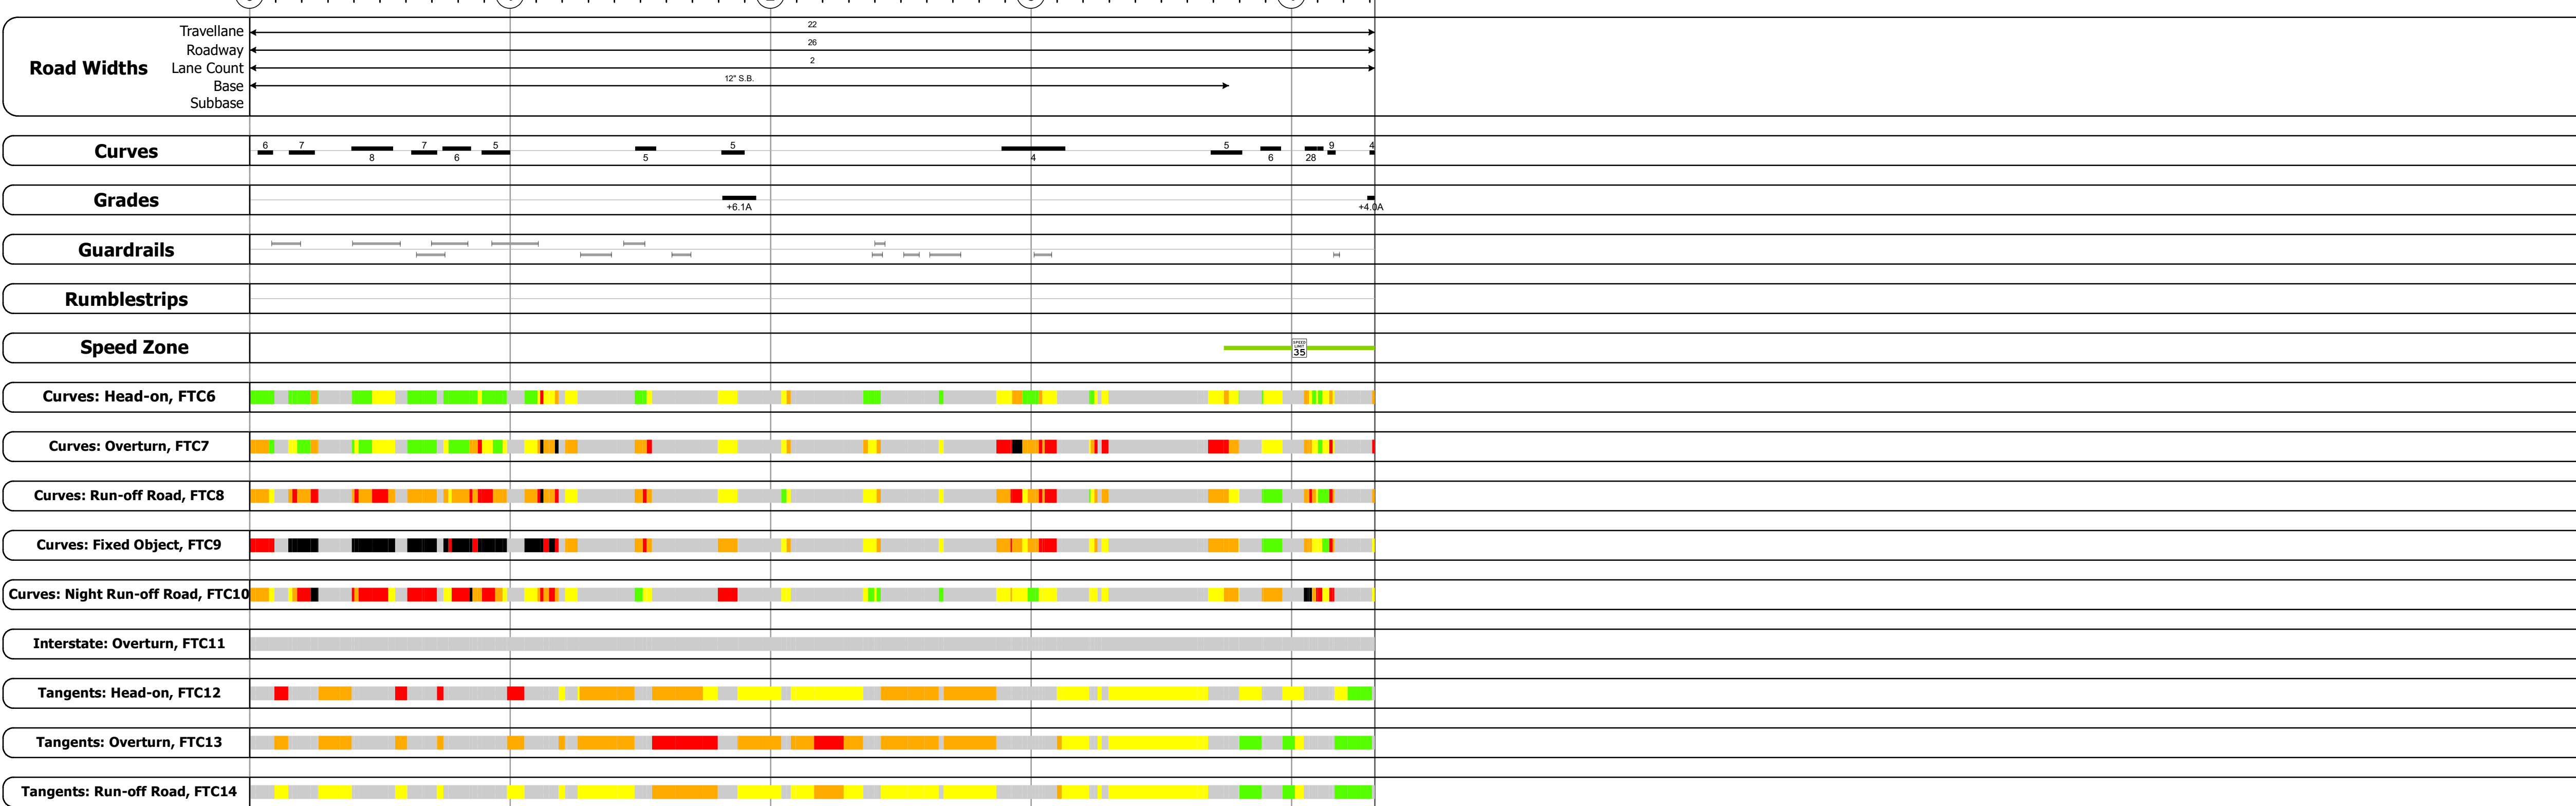 Road Widths
Travellane 22
Roadway 26
Lane Count 2
Base 12" S.B.
Subbase
Curves
6 7 8 7 6 5 5 5 4 5 6 28 9 4
Grades
+6.1A +4.0A
Guardrails
Rumblestrips
Speed Zone
SPEED
LIMIT
35
Curves: Head-on, FTC6
Curves: Overturn, FTC7
Curves: Run-off Road, FTC8
Curves: Fixed Object, FTC9
Curves: Night Run-off Road, FTC10
Interstate: Overturn, FTC11
Tangents: Head-on, FTC12
Tangents: Overturn, FTC13
Tangents: Run-off Road, FTC14